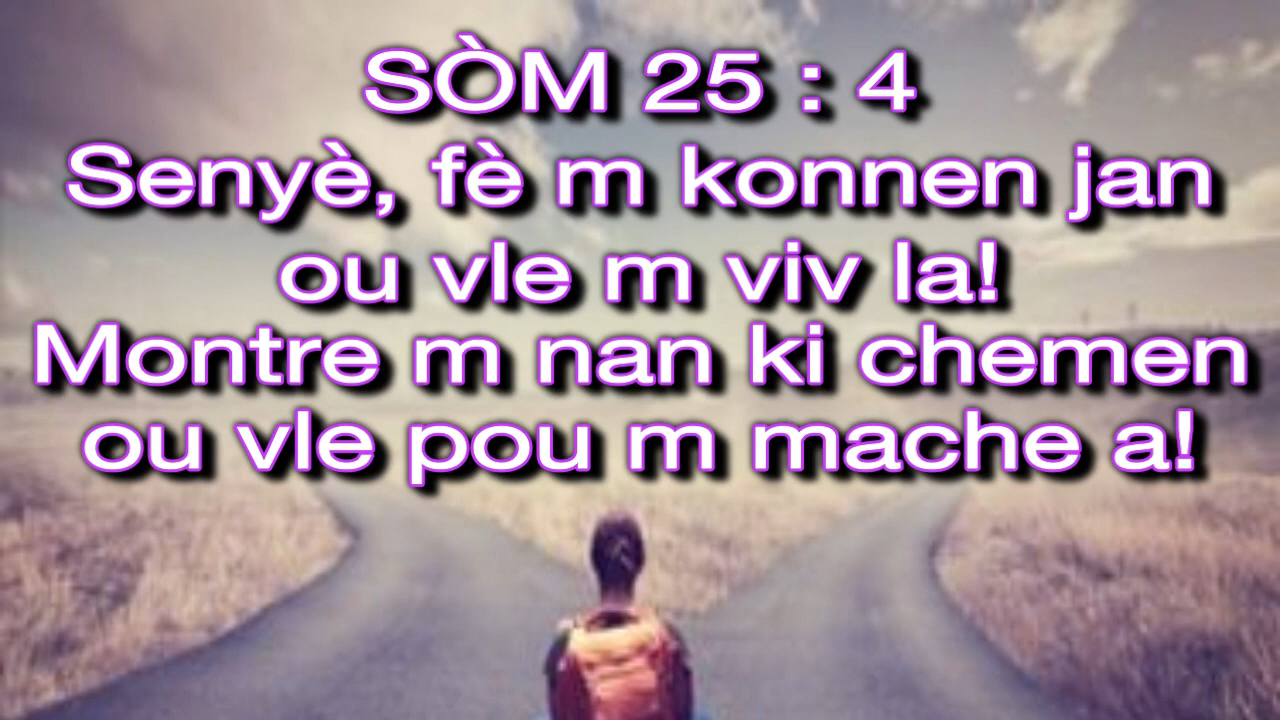 SÒM 25 : 4
Senyè, fè m konnen jan
ou vle m viv la!
Montre m nan ki chemen
ou vle pou m mache a!